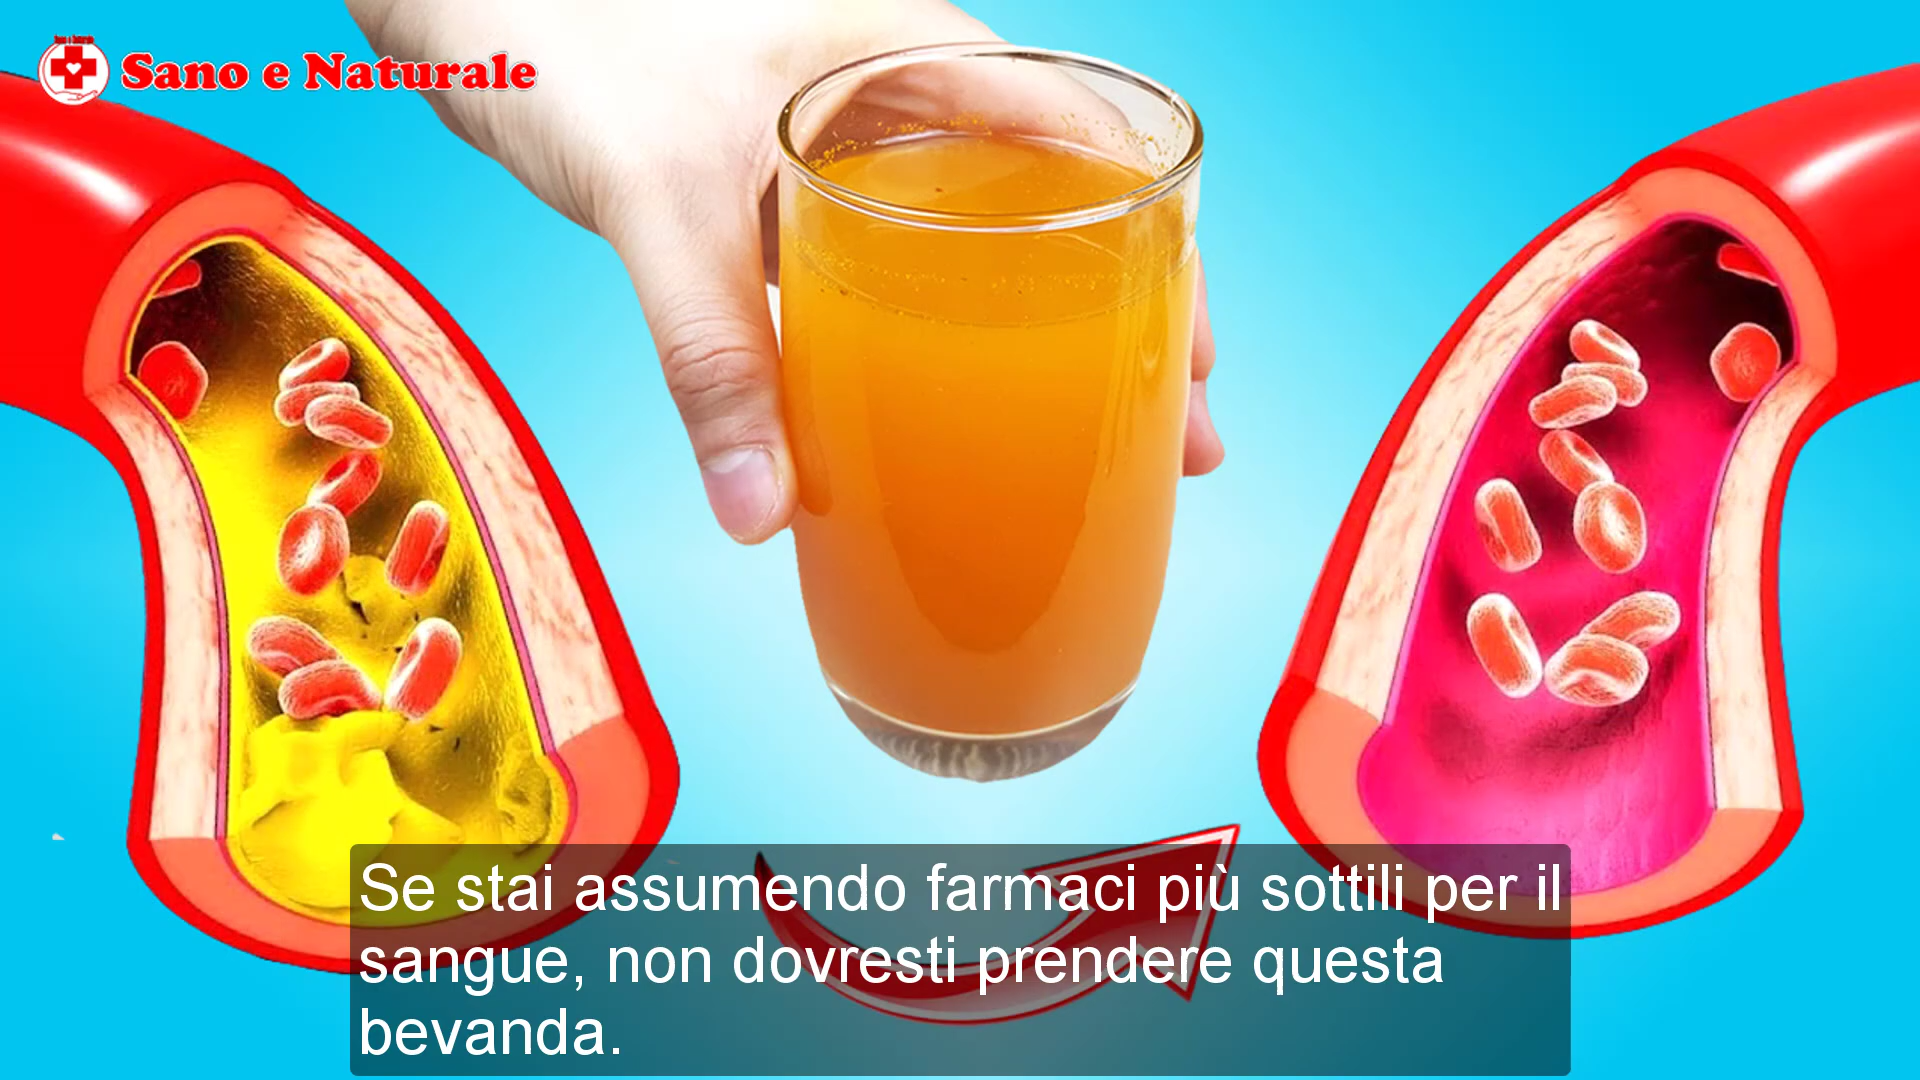 Sano e Naturale
Se stai assumendo farmaci più sottili per il
sangue, non dovresti prendere questa
bevanda.